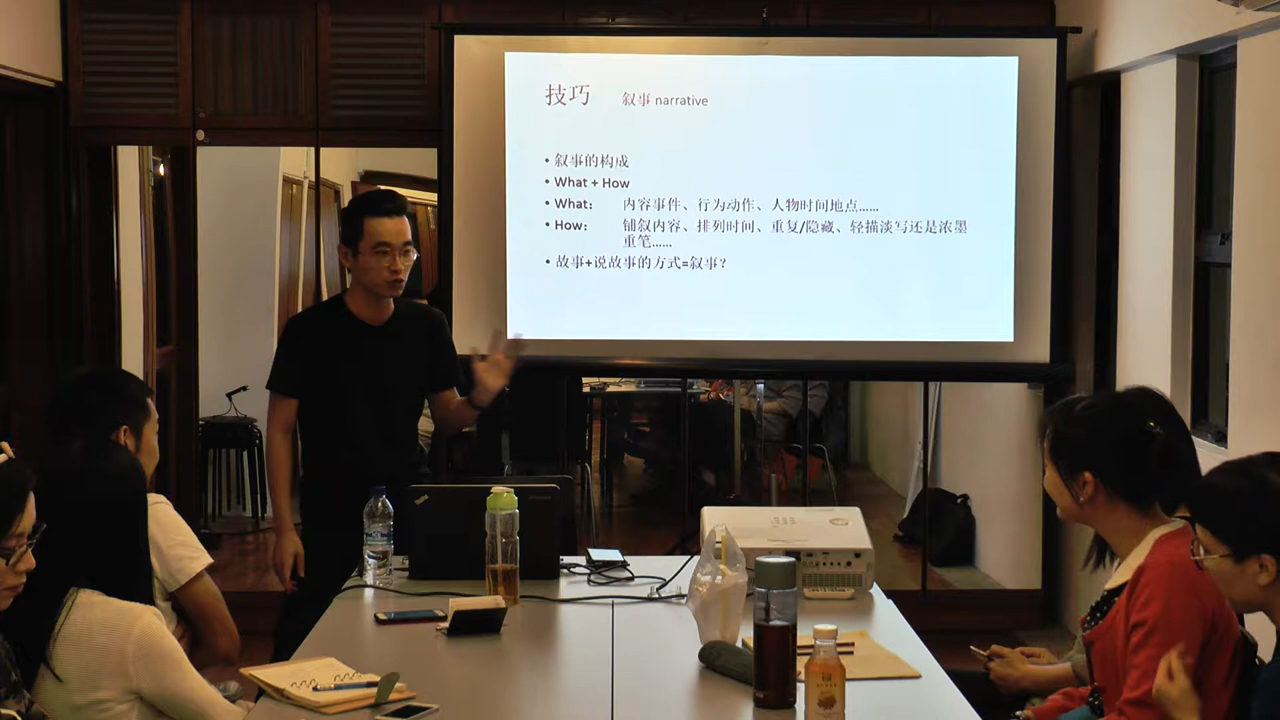 技巧 叙事 narrative
• 叙事的构成
• What + How
• What: 内容事件、行为动作、人物时间地点……
• How: 铺叙内容、排列时间、重复/隐藏、轻描淡写还是浓墨
重笔……
• 故事+说故事的方式=叙事?